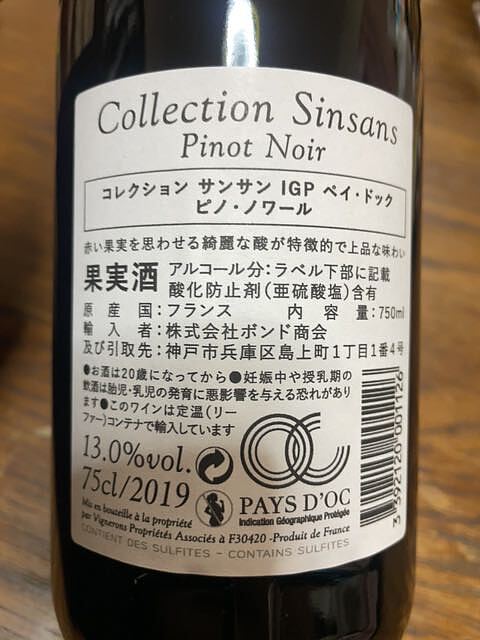 Collection Sinsans
Pinot Noir
コレクション サンサン IGP ペイ・ドック
ピノ・ノワール
赤い果実を思わせる綺麗な酸が特徴的で上品な味わい
果実酒 アルコール分:ラベル下部に記載
酸化防止剤(亜硫酸塩)含有
原産国:フランス 内容量:750ml
輸入者:株式会社ボンド商会
及び引取先:神戸市兵庫区島上町1丁目1番4号
●お酒は20歳になってから●妊娠中や授乳期の
飲酒は胎児・乳児の発育に悪影響を与える恐れがあり
ます●このワインは定温(リー
ファー)コンテナで輸入しています
13.0%vol.
75cl/2019
PAYS D'OC
Indication Géographique Protégée
Mis en bouteille à la propriété
par Vignerons Propriétés Associés à F30420 -Produit de France
CONTIENT DES SULFITES - CONTAINS SULFITES
3 392120 001126